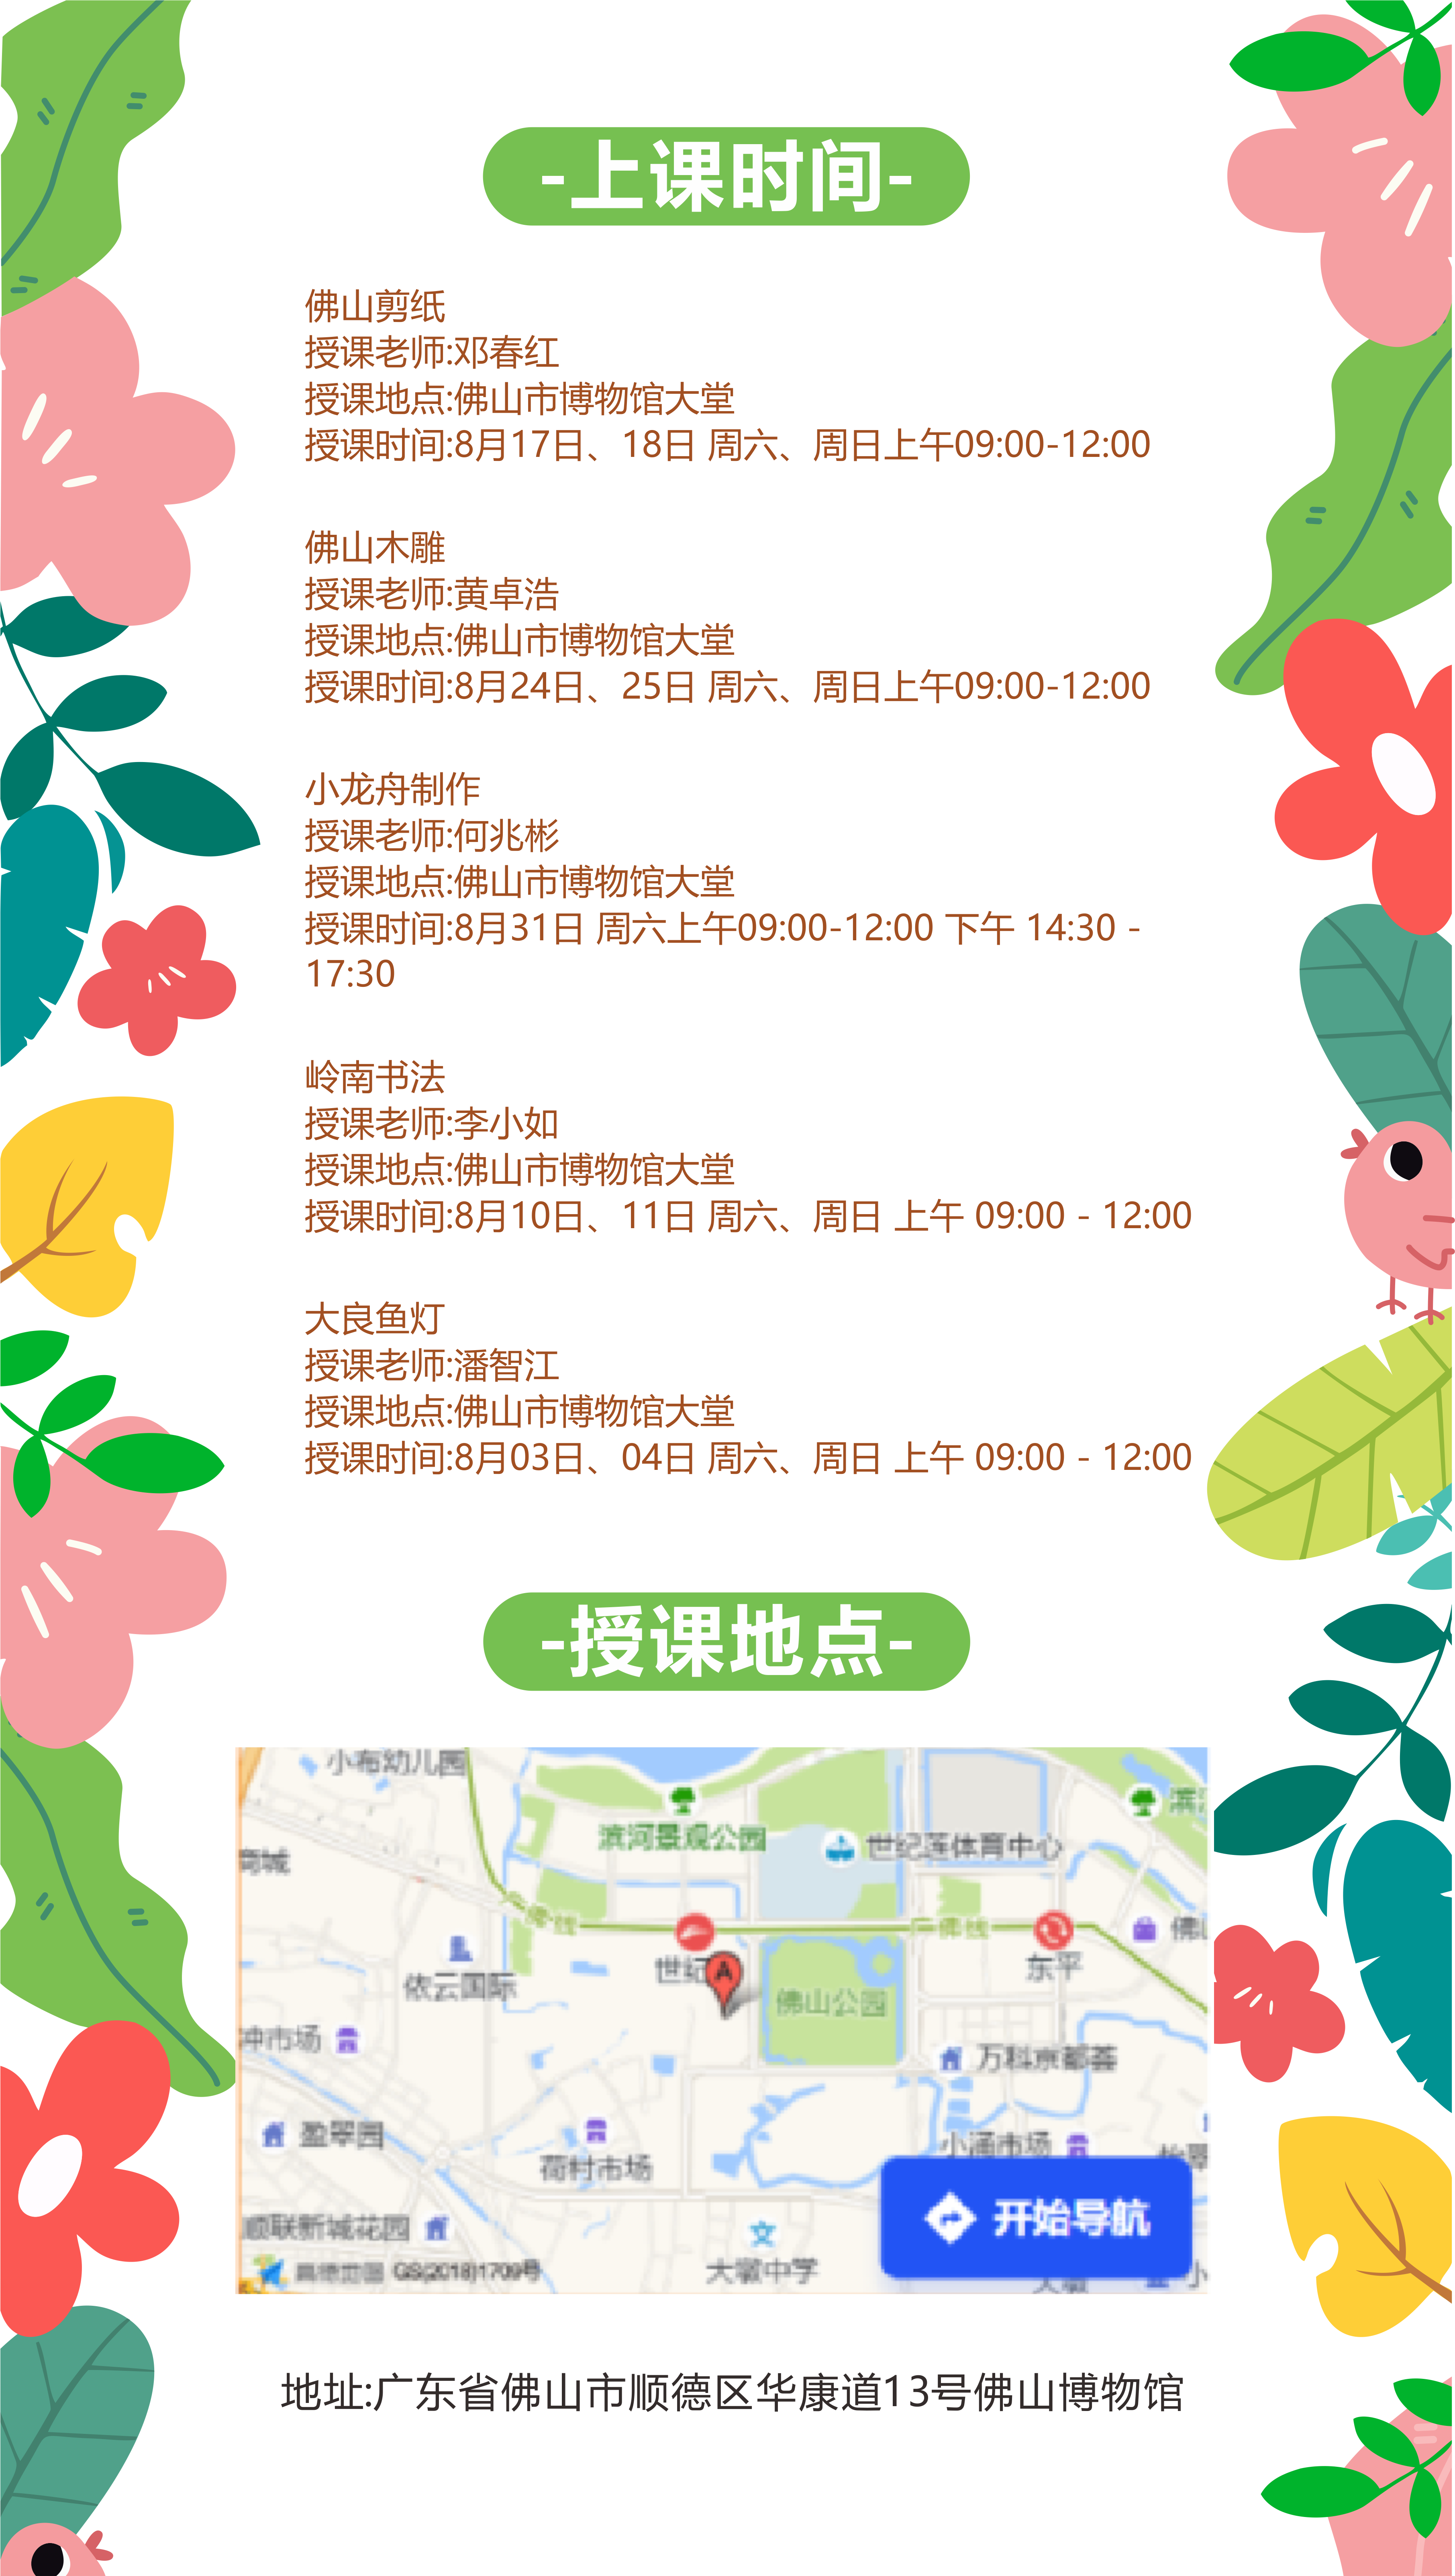 -上课时间-
佛山剪纸
授课老师:邓春红
授课地点:佛山市博物馆大堂
授课时间:8月17日、18日 周六、周日上午09:00-12:00
佛山木雕
授课老师:黄卓浩
授课地点:佛山市博物馆大堂
授课时间:8月24日、25日 周六、周日上午09:00-12:00
小龙舟制作
授课老师:何兆彬
授课地点:佛山市博物馆大堂
授课时间:8月31日 周六上午09:00-12:00 下午 14:30 -
17:30
岭南书法
授课老师:李小如
授课地点:佛山市博物馆大堂
授课时间:8月10日、11日 周六、周日 上午 09:00 - 12:00
大良鱼灯
授课老师:潘智江
授课地点:佛山市博物馆大堂
授课时间:8月03日、04日 周六、周日 上午 09:00 - 12:00
-授课地点-
小布幼儿园
滨河景观公园
世纪莲体育中心
商城
广佛线
世纪
A
东平
依云国际
佛山公园
冲市场
万科京都荟
盈翠园
荷村市场
小涌市场
开始导航
顺联新城花园
高德地图 GS(2018)1709号
大墩中学
地址:广东省佛山市顺德区华康道13号佛山博物馆